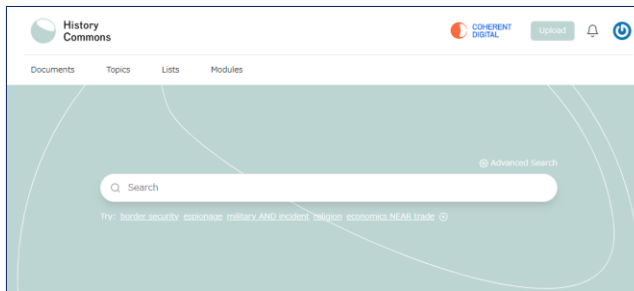 History
Commons
COHERENT
DIGITAL
Upload
Documents Topics Lists Modules
Advanced Search
Search
Try: border security espionage military AND incident religion economics NEAR trade